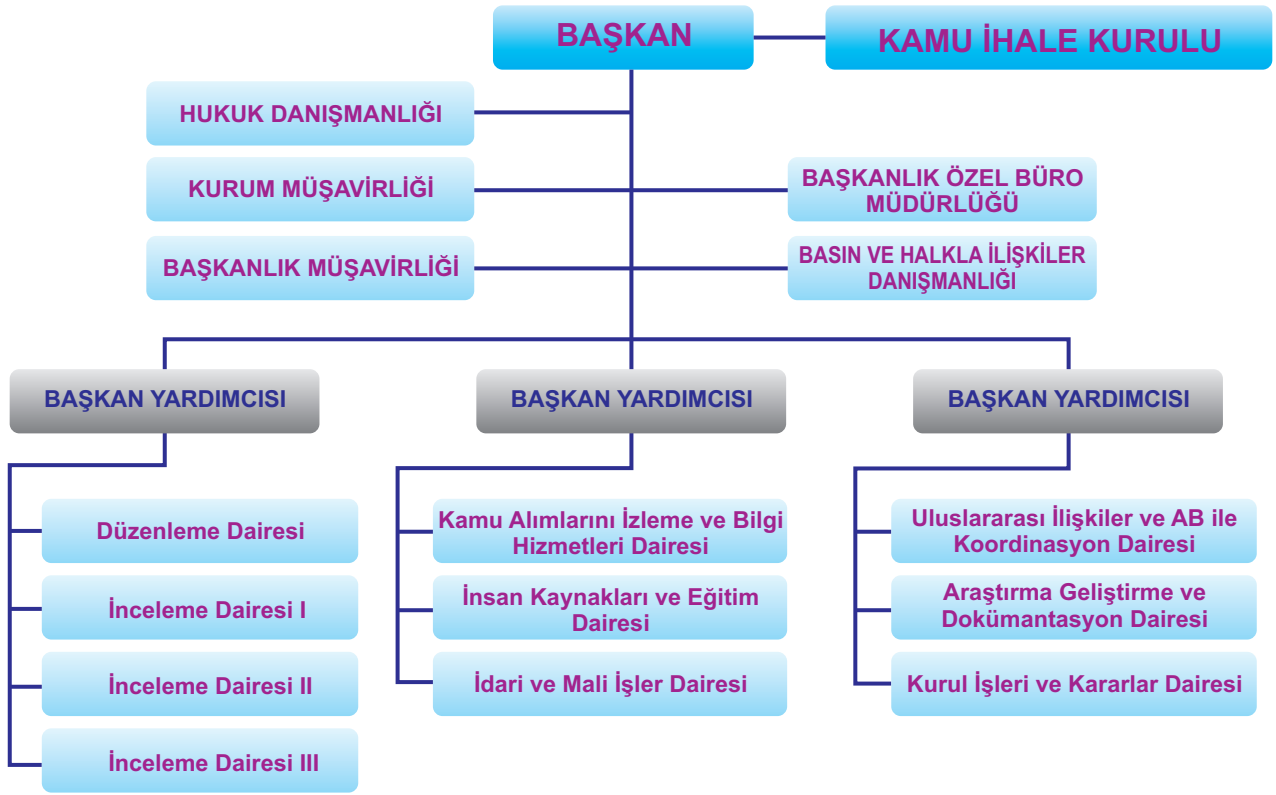 BAŞKAN
KAMU İHALE KURULU
HUKUK DANIŞMANLIĞI
KURUM MÜŞAVİRLİĞİ
BAŞKANLIK ÖZEL BÜRO
MÜDÜRLÜĞÜ
BAŞKANLIK MÜŞAVİRLİĞİ
BASIN VE HALKLA İLİŞKİLER
DANIŞMANLIĞI
BAŞKAN YARDIMCISI
BAŞKAN YARDIMCISI
BAŞKAN YARDIMCISI
Düzenleme Dairesi
İnceleme Dairesi I
İnceleme Dairesi II
İnceleme Dairesi III
Kamu Alımlarını İzleme ve Bilgi
Hizmetleri Dairesi
İnsan Kaynakları ve Eğitim
Dairesi
İdari ve Mali İşler Dairesi
Uluslararası İlişkiler ve AB ile
Koordinasyon Dairesi
Araştırma Geliştirme ve
Dokümantasyon Dairesi
Kurul İşleri ve Kararlar Dairesi